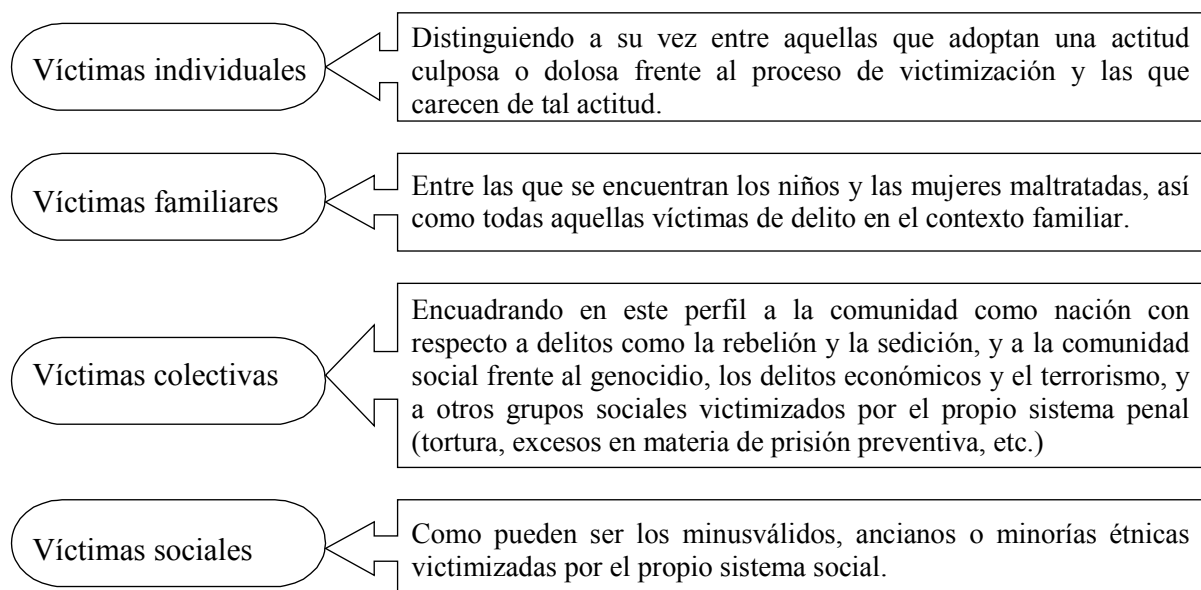 Víctimas individuales
Distinguiendo a su vez entre aquellas que adoptan una actitud
culposa o dolosa frente al proceso de victimización y las que
carecen de tal actitud.
Víctimas familiares
Entre las que se encuentran los niños y las mujeres maltratadas, así
como todas aquellas víctimas de delito en el contexto familiar.
Víctimas colectivas
Encuadrando en este perfil a la comunidad como nación con
respecto a delitos como la rebelión y la sedición, y a la comunidad
social frente al genocidio, los delitos económicos y el terrorismo, y
a otros grupos sociales victimizados por el propio sistema penal
(tortura, excesos en materia de prisión preventiva, etc.)
Víctimas sociales
Como pueden ser los minusválidos, ancianos o minorías étnicas
victimizadas por el propio sistema social.